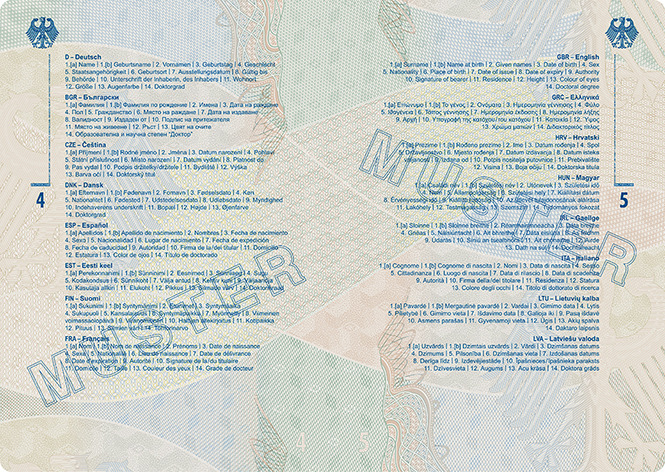 D – Deutsch
1.[a] Name | 1.[b] Geburtsname | 2. Vornamen | 3. Geburtstag | 4. Geschlecht
5. Staatsangehörigkeit | 6. Geburtsort | 7. Ausstellungsdatum | 8. Gültig bis
9. Behörde | 10. Unterschrift der Inhaberin, des Inhabers | 11. Wohnort
12. Größe | 13. Augenfarbe | 14. Doktorgrad
BGR – Български
1.[a] Фамилия | 1.[b] Фамилия по рождение | 2. Имена | 3. Дата на раждане
4. Пол | 5. Гражданство | 6. Място на раждане | 7. Дата на издаване
8. Валидност | 9. Издаден от | 10. Подпис на притежателя
11. Място на живеене | 12. Ръст | 13. Цвят на очите
14. Образователна и научна степен "Доктор"
CZE – Čeština
1.[a] Příjmení | 1.[b] Rodné jméno | 2. Jména | 3. Datum narození | 4. Pohlaví
5. Státní příslušnost | 6. Místo narození | 7. Datum vydání | 8. Platnost do
9. Pas vydal | 10. Podpis držitele/držitelky | 11. Bydliště | 12. Výška
13. Barva očí | 14. Doktorský titul
DNK – Dansk
1.[a] Efternavn | 1.[b] Fødenavn | 2. Fornavn | 3. Fødselsdato | 4. Køn
5. Nationalitet | 6. Fødested | 7. Udstedelsesdato | 8. Udløbsdato | 9. Myndighed
10. Indehaverens underskrift | 11. Bopæl | 12. Højde | 13. Øjenfarve
14. Doktorgrad
ESP – Español
1.[a] Apellidos | 1.[b] Apellido de nacimiento | 2. Nombres | 3. Fecha de nacimiento
4. Sexo | 5. Nacionalidad | 6. Lugar de nacimiento | 7. Fecha de expedición
8. Fecha de caducidad | 9. Autoridad | 10. Firma de la/del titular | 11. Domicilio
12. Estatura | 13. Color de ojos | 14. Título de doctorado
EST – Eesti keel
1.[a] Perekonnanimi | 1.[b] Sünninimi | 2. Eesnimed | 3. Sünniaeg | 4. Sugu
5. Kodakondsus | 6. Sünnikoht | 7. Välja antud | 8. Kehtiv kuni | 9. Väljaandja
10. Kasutaja allkiri | 11. Elukoht | 12. Pikkus | 13. Silmade värv | 14. Doktorikraad
FIN – Suomi
1.[a] Sukunimi | 1.[b] Syntymänimi | 2. Etunimet | 3. Syntymäaika
4. Sukupuoli | 5. Kansalaisuus | 6. Syntymäpaikka | 7. Myöntämispäivä | 8. Viimeinen
voimassaolopäivä | 9. Viranomainen | 10. Haltijan allekirjoitus | 11. Kotipaikka
12. Pituus | 13. Silmien väri | 14. Tohtorinarvo
FRA – Français
1.[a] Nom | 1.[b] Nom de naissance | 2. Prénoms | 3. Date de naissance
4. Sexe | 5. Nationalité | 6. Lieu de naissance | 7. Date de délivrance
8. Date d'expiration | 9. Autorité | 10. Signature de la/du titulaire
11. Domicile | 12. Taille | 13. Couleur des yeux | 14. Grade de docteur
4
MUSTER
GBR – English
1.[a] Surname | 1.[b] Name at birth | 2. Given names | 3. Date of birth | 4. Sex
5. Nationality | 6. Place of birth | 7. Date of issue | 8. Date of expiry | 9. Authority
10. Signature of bearer | 11. Residence | 12. Height | 13. Colour of eyes
14. Doctoral degree
GRC – Ελληνικά
1.[a] Επώνυμο | 1.[b] Το γένος | 2. Ονόματα | 3. Ημερομηνία γέννησης | 4. Φύλο
5. Ιθαγένεια | 6. Τόπος γέννησης | 7. Ημερομηνία έκδοσης | 8. Ημερομηνία λήξης
9. Αρχή | 10. Υπογραφή της κατόχου/του κατόχου | 11. Κατοικία | 12. Ύψος
13. Χρώμα ματιών | 14. Διδακτορικός τίτλος
HRV – Hrvatski
1.[a] Prezime | 1.[b] Rođeno prezime | 2. Ime | 3. Datum rođenja | 4. Spol
5. Državljanstvo | 6. Mjesto rođenja | 7. Datum izdavanja | 8. Datum isteka
valjanosti | 9. Izdana od | 10. Potpis nositelja putovnice | 11. Prebivalište
12. Visina | 13. Boja očiju | 14. Doktorska titula
HUN – Magyar
1.[a] Családi név | 1.[b] Születési név | 2. Utónevek | 3. Születési idő
4. Nem | 5. Állampolgárság | 6. Születési hely | 7. Kiállítási dátum
8. Érvényességi idő | 9. Kiállító hatóság | 10. Az útlevél tulajdonosának aláírása
11. Lakóhely | 12. Testmagasság | 13. Szemszín | 14. Tudományos fokozat
IRL – Gaeilge
1.[a] Sloinne | 1.[b] Sloinne breithe | 2. Réamhainmneacha | 3. Dáta breithe
4. Gnéas | 5. Náisiúntacht | 6. Áit bhreithe | 7. Dáta eisiúna | 8. As feidhm
9. Údarás | 10. Síniú an tsealbhóra | 11. Áit chónaithe | 12. Airde
13. Dath na súl | 14. Dochtúireacht
ITA – Italiano
1.[a] Cognome | 1.[b] Cognome di nascita | 2. Nomi | 3. Data di nascita | 4. Sesso
5. Cittadinanza | 6. Luogo di nascita | 7. Data di rilascio | 8. Data di scadenza
9. Autorità | 10. Firma della/del titolare | 11. Residenza | 12. Statura
13. Colore degli occhi | 14. Titolo di dottorato di ricerca
LTU – Lietuvių kalba
1.[a] Pavardė | 1.[b] Mergautinė pavardė | 2. Vardai | 3. Gimimo data | 4. Lytis
5. Pilietybė | 6. Gimimo vieta | 7. Išdavimo data | 8. Galioja iki | 9. Pasą išdavė
10. Asmens parašas | 11. Gyvenamoji vieta | 12. Ūgis | 13. Akių spalva
14. Daktaro laipsnis
LVA – Latviešu valoda
1.[a] Uzvārds | 1.[b] Dzimtais uzvārds | 2. Vārdi | 3. Dzimšanas datums
4. Dzimums | 5. Pilsonība | 6. Dzimšanas vieta | 7. Izdošanas datums
8. Derīga līdz | 9. Izdevējiestāde | 10. Īpašnieces/īpašnieka paraksts
11. Dzīvesvieta | 12. Augums | 13. Acu krāsa | 14. Doktora grāds
5
MUSTER
4
5